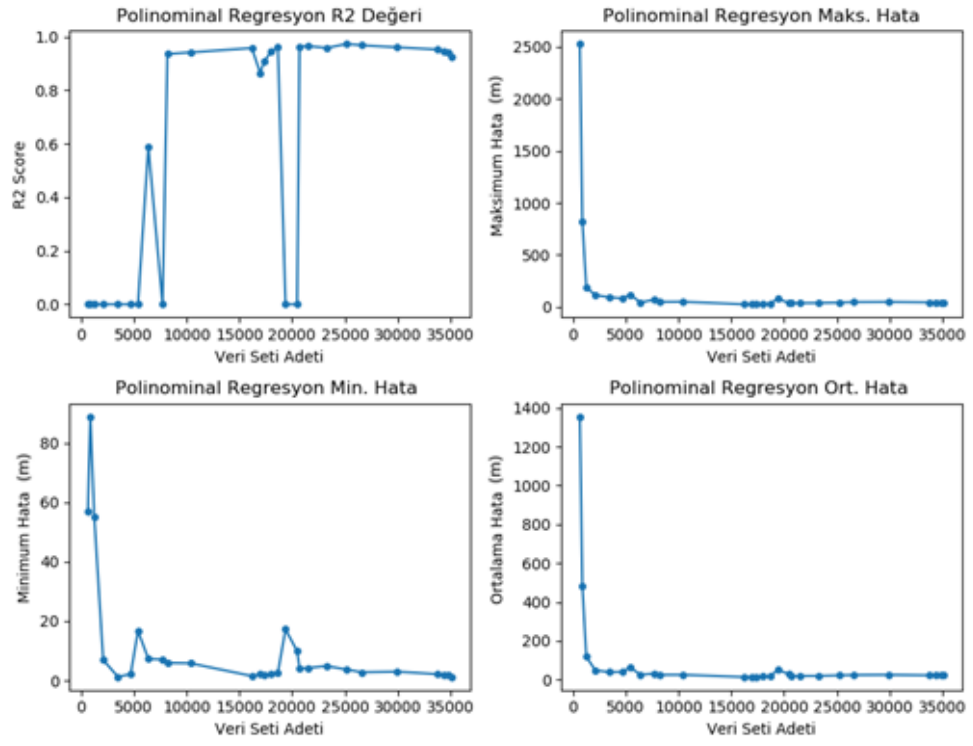 Polinominal Regresyon R2 Değeri
1.0
0.8
0.6
0.4
0.2
0.0
R2 Score
0 5000 10000 15000 20000 25000 30000 35000
Veri Seti Adeti
Polinominal Regresyon Maks. Hata
2500
2000
1500
1000
500
0
Maksimum Hata (m)
0 5000 10000 15000 20000 25000 30000 35000
Veri Seti Adeti
Polinominal Regresyon Min. Hata
80
60
40
20
0
Minimum Hata (m)
0 5000 10000 15000 20000 25000 30000 35000
Veri Seti Adeti
Polinominal Regresyon Ort. Hata
1400
1200
1000
800
600
400
200
0
Ortalama Hata (m)
0 5000 10000 15000 20000 25000 30000 35000
Veri Seti Adeti